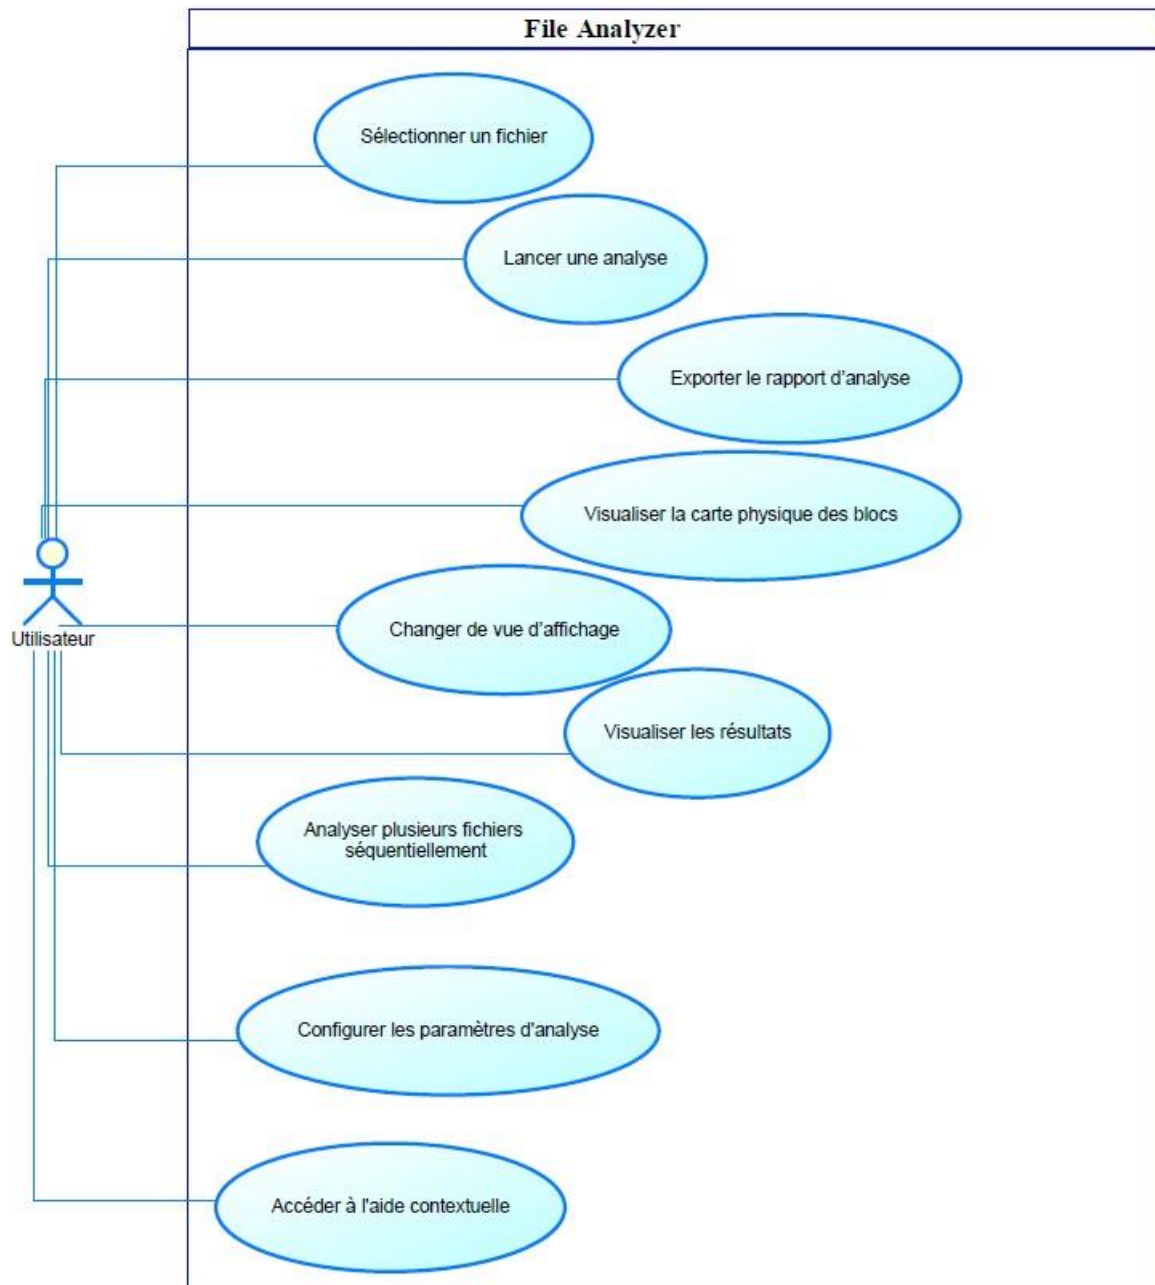 File Analyzer
Sélectionner un fichier
Lancer une analyse
Exporter le rapport d’analyse
Visualiser la carte physique des blocs
Changer de vue d’affichage
Utilisateur
Visualiser les résultats
Analyser plusieurs fichiers
séquentiellement
Configurer les paramètres d'analyse
Accéder à l'aide contextuelle